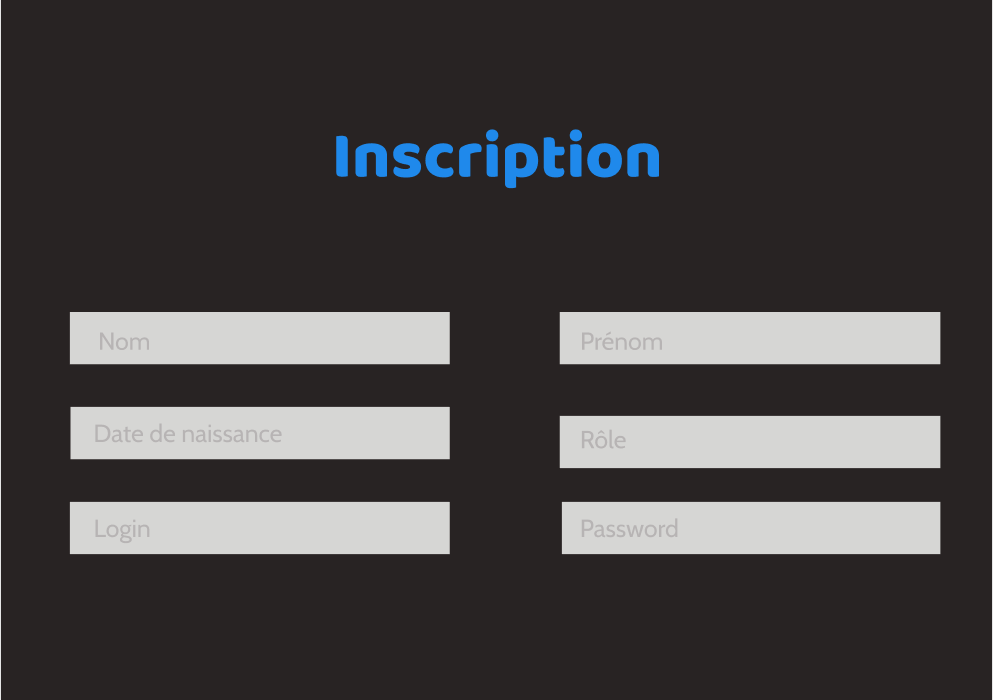 Inscription
Nom
Prénom
Date de naissance
Rôle
Login
Password